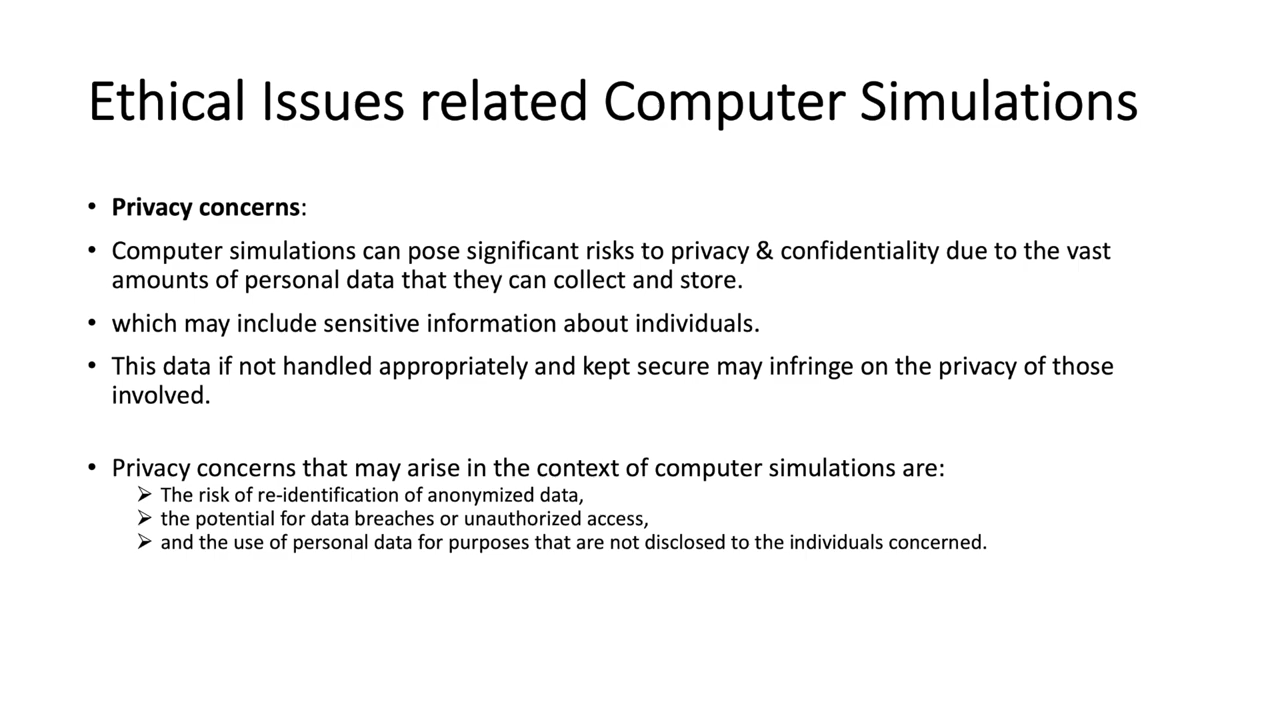 Ethical Issues related Computer Simulations
• Privacy concerns:
• Computer simulations can pose significant risks to privacy & confidentiality due to the vast
amounts of personal data that they can collect and store.
• which may include sensitive information about individuals.
• This data if not handled appropriately and kept secure may infringe on the privacy of those
involved.
• Privacy concerns that may arise in the context of computer simulations are:
➢ The risk of re-identification of anonymized data,
➢ the potential for data breaches or unauthorized access,
➢ and the use of personal data for purposes that are not disclosed to the individuals concerned.